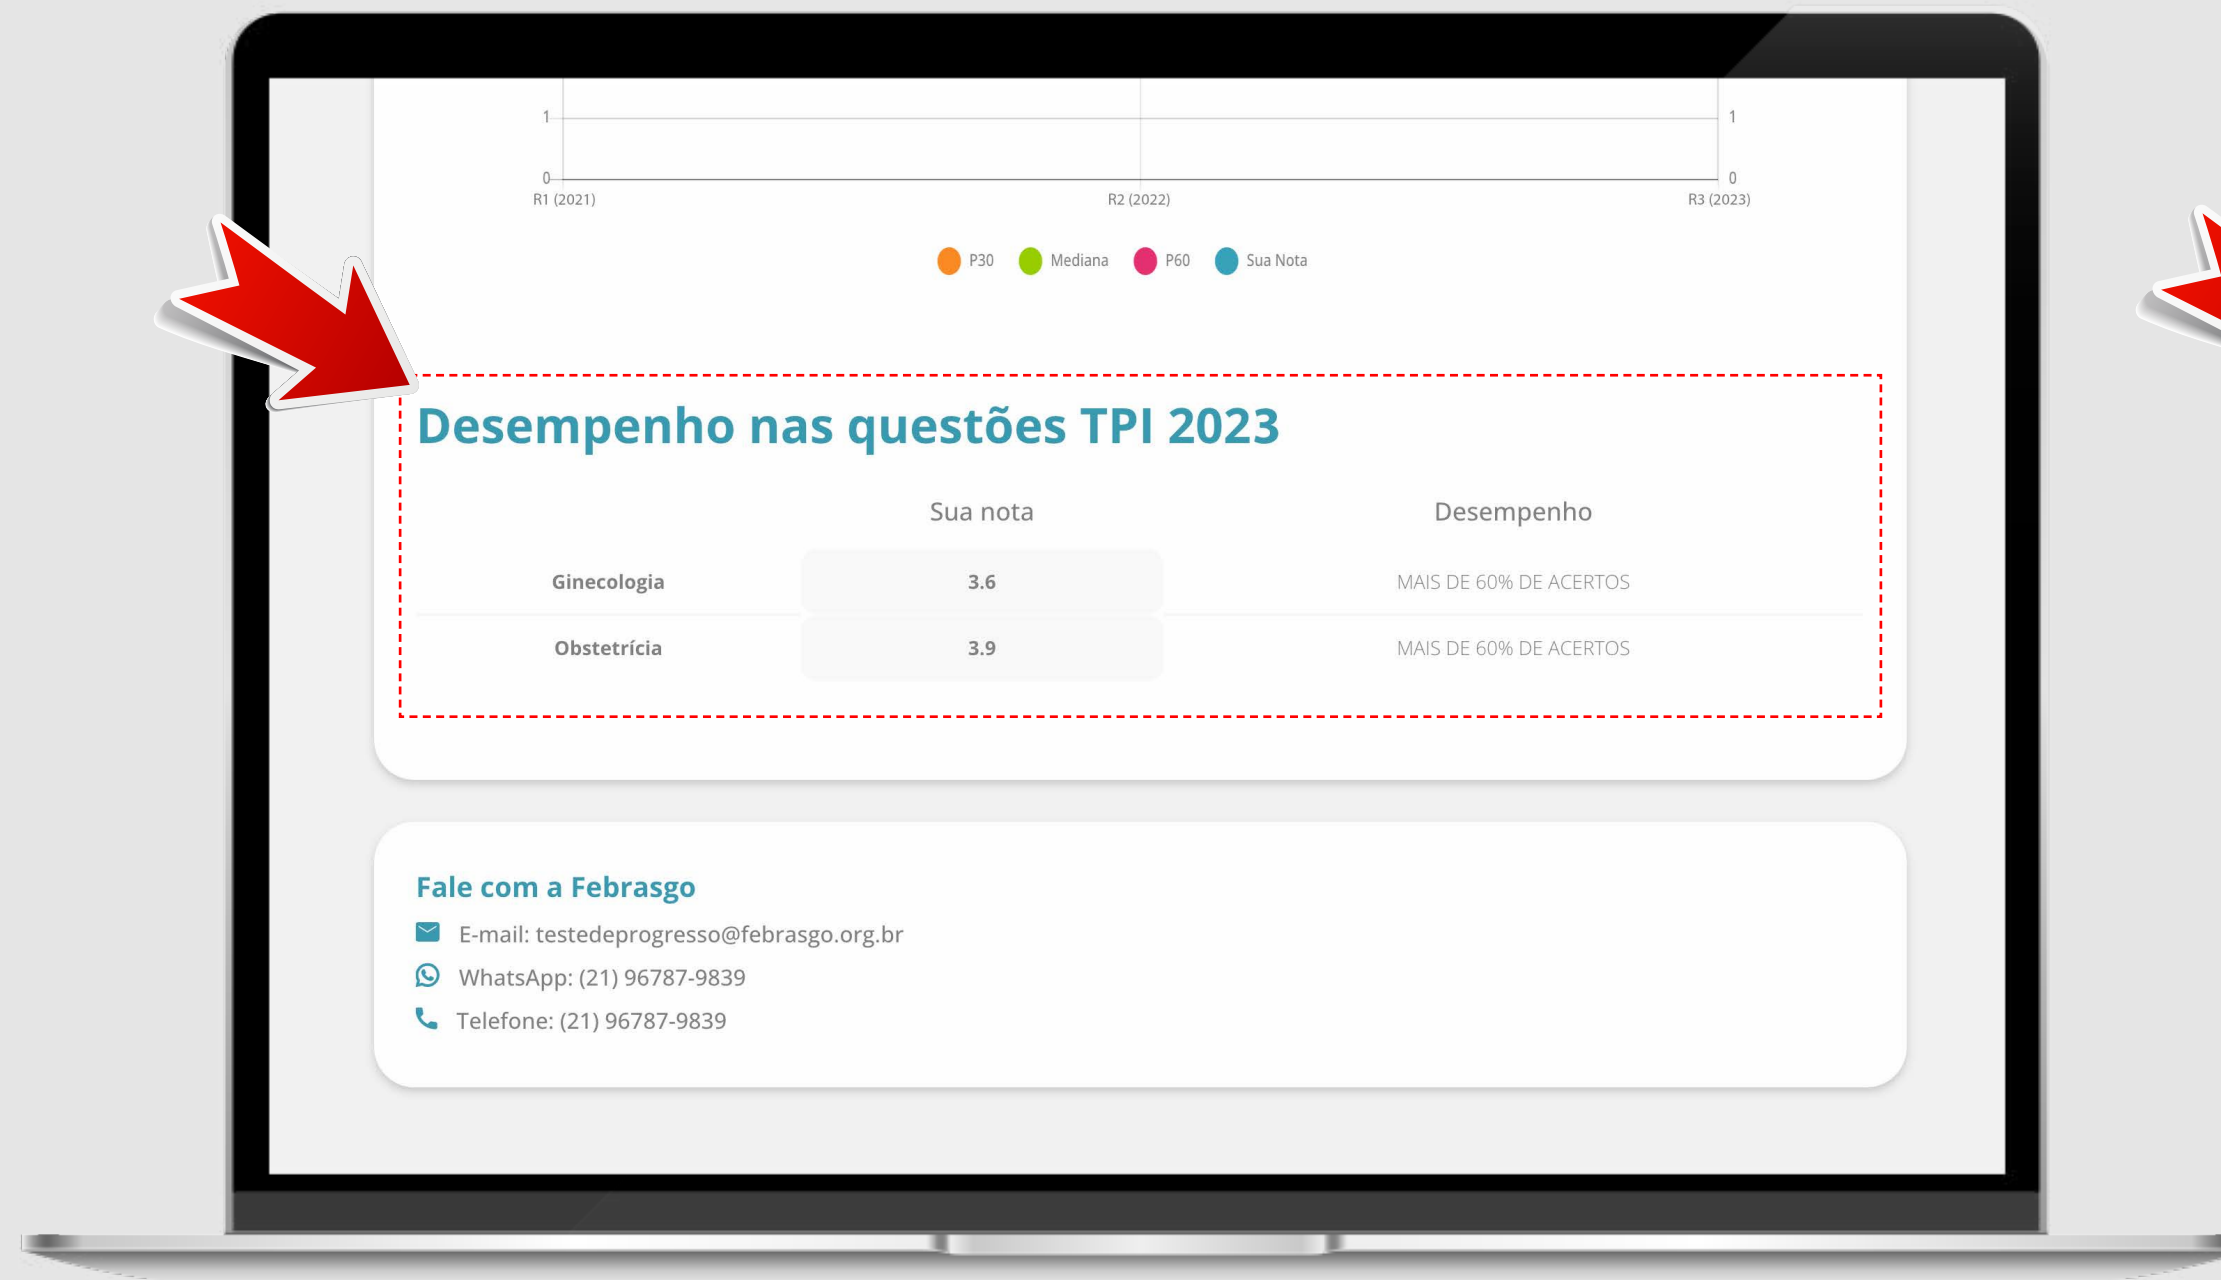 1 1
0 0
R1 (2021) R2 (2022) R3 (2023)
P30 Mediana P60 Sua Nota
Desempenho nas questões TPI 2023
Sua nota Desempenho
Ginecologia 3.6 MAIS DE 60% DE ACERTOS
Obstetrícia 3.9 MAIS DE 60% DE ACERTOS
Fale com a Febrasgo
E-mail: testedeprogresso@febrasgo.org.br
WhatsApp: (21) 96787-9839
Telefone: (21) 96787-9839